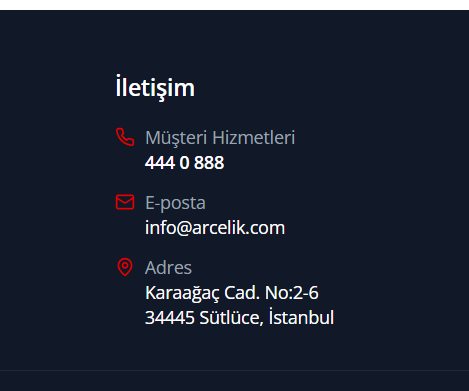 İletişim
Müşteri Hizmetleri
444 0 888
E-posta
info@arcelik.com
Adres
Karaağaç Cad. No:2-6
34445 Sütlüce, İstanbul